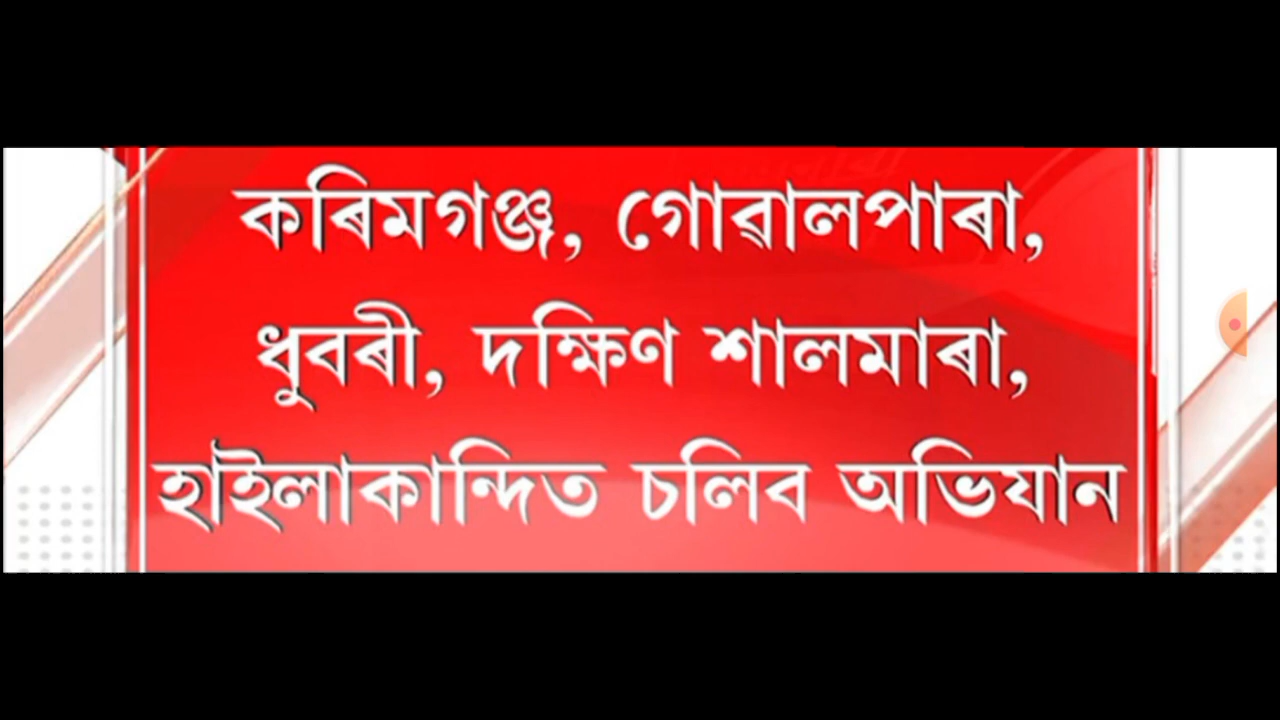 কৰিমগঞ্জ, গোৱালপাৰা,
ধুবৰী, দক্ষিণ শালমাৰা,
হাইলাকান্দিত চলিব অভিযান